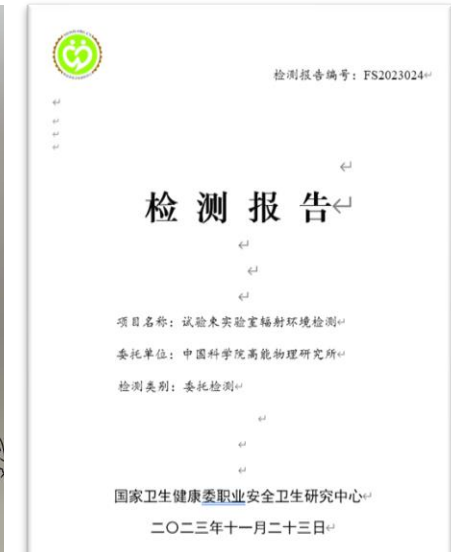 检测报告编号：FS2023024
检 测 报 告
项目名称：试验束实验室辐射环境检测
委托单位：中国科学院高能物理研究所
检测类别：委托检测
国家卫生健康委职业安全卫生研究中心
二〇二三年十一月二十三日